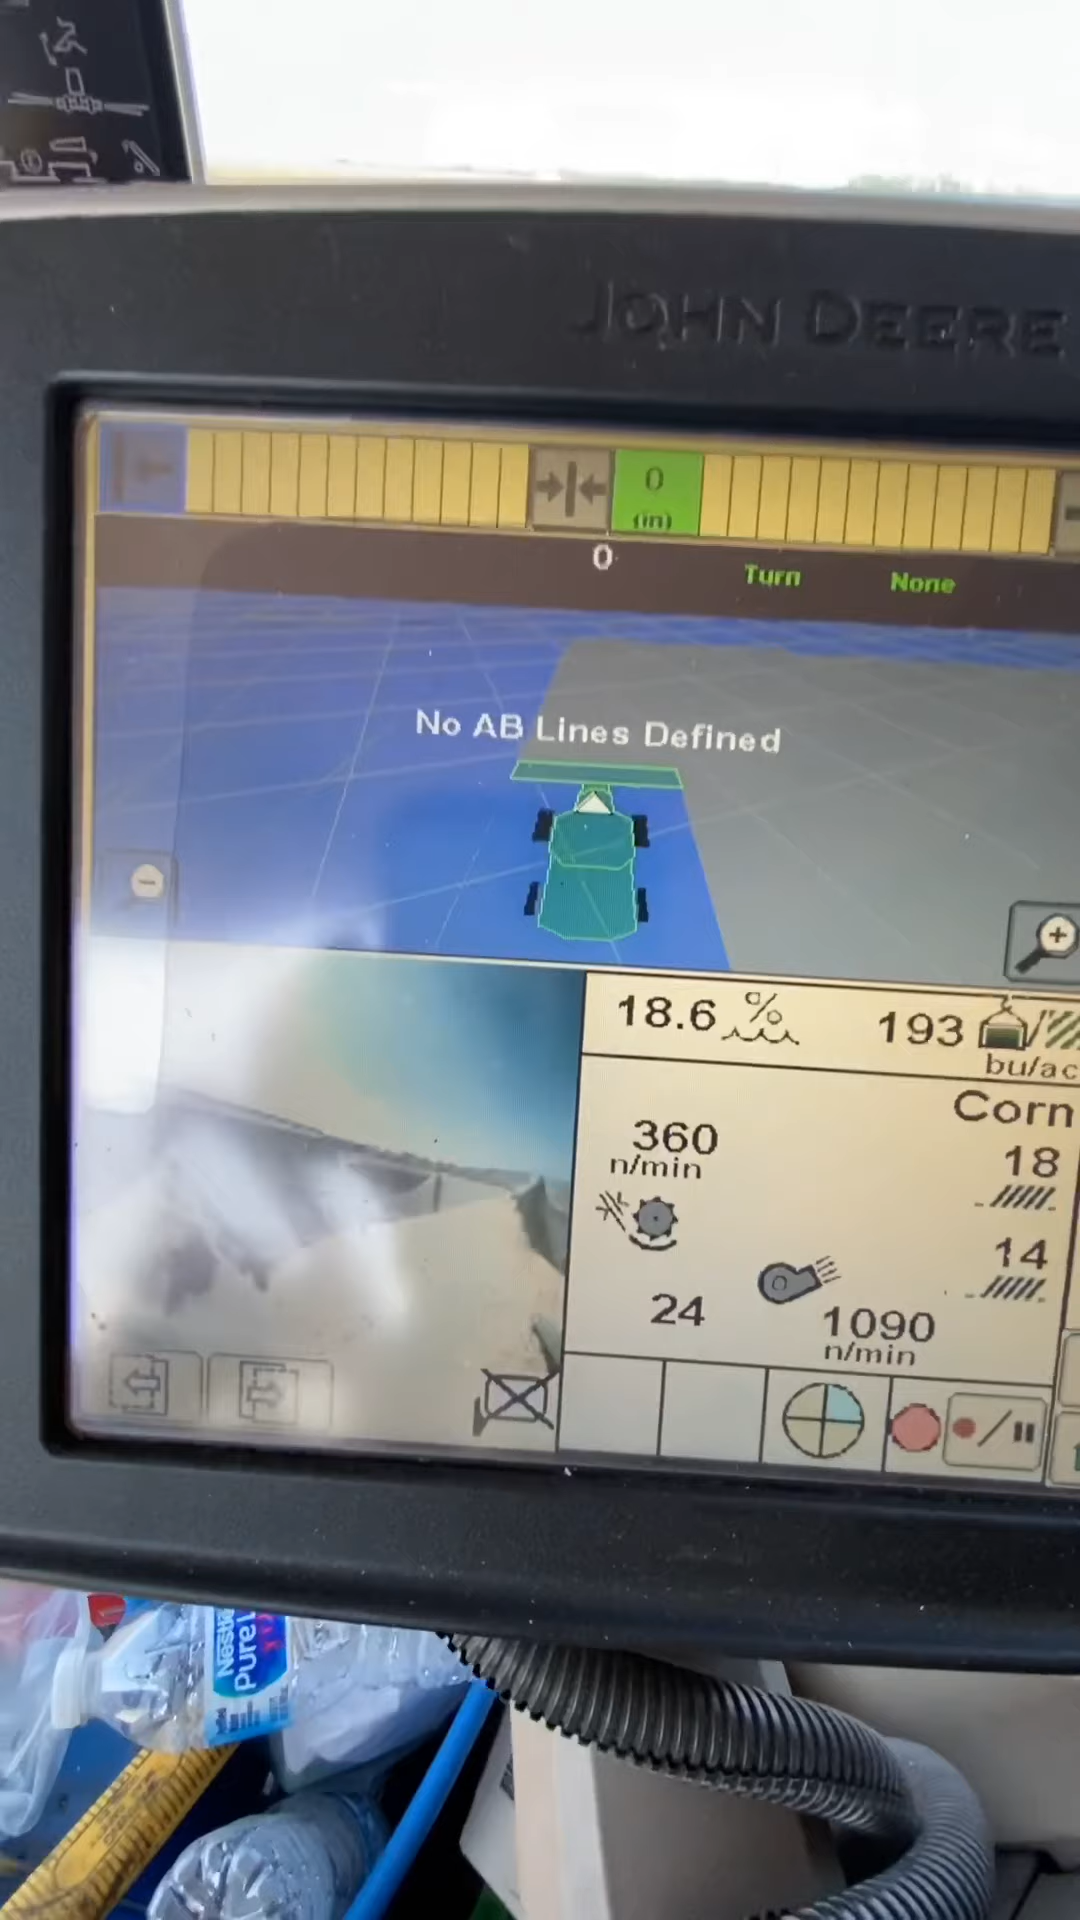 JOHN DEERE
0
(in)
0
Turn None
No AB Lines Defined
18.6 % 193
bu/ac
Corn
360
n/min
18
14
24
1090
n/min
Nestlé
Pure L